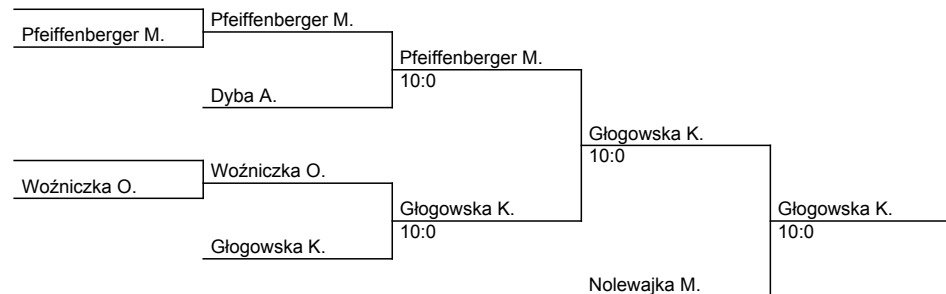 Pfeiffenberger M.
Pfeiffenberger M.
Pfeiffenberger M.
10:0
Dyba A.
Głogowska K.
10:0
Woźniczka O.
Woźniczka O.
Głogowska K.
10:0
Głogowska K.
10:0
Głogowska K.
Nolewajka M.